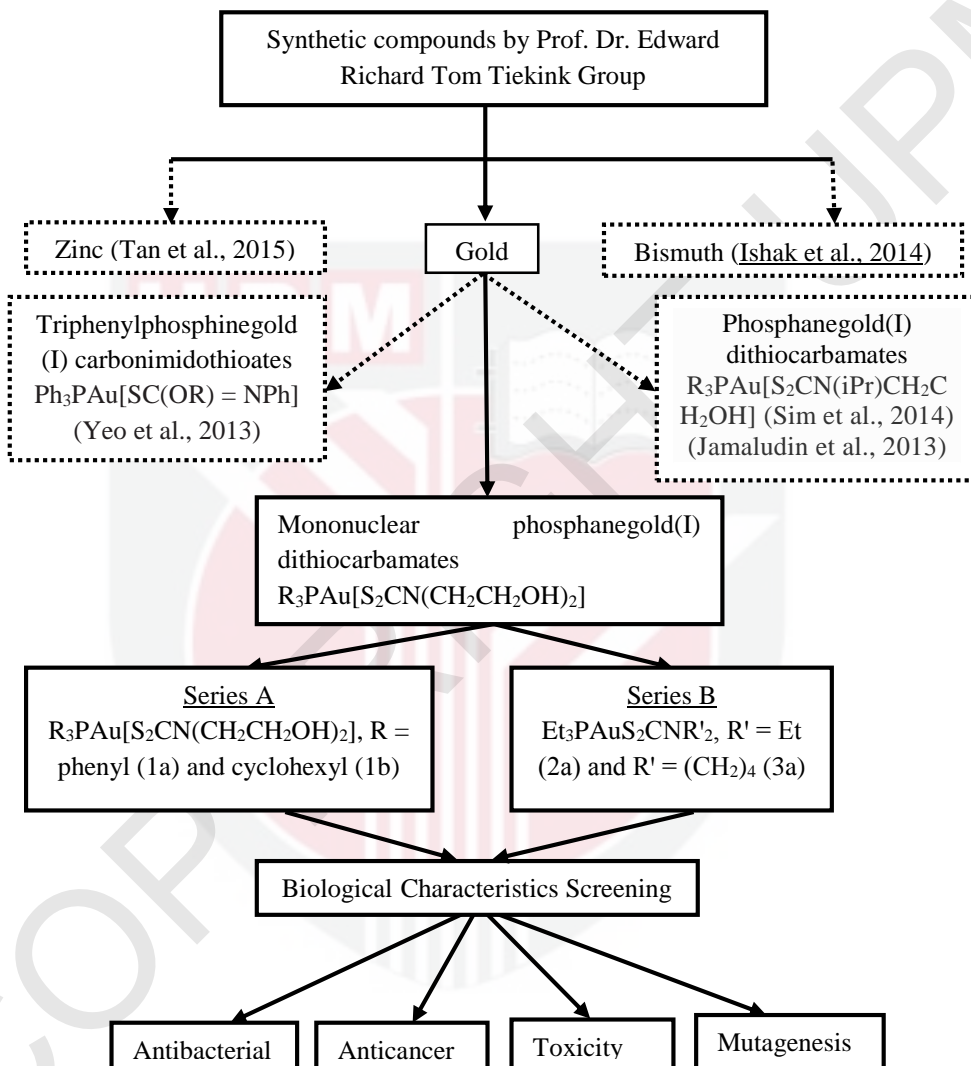 Synthetic compounds by Prof. Dr. Edward
Richard Tom Tiekink Group
Zinc (Tan et al., 2015)
Gold
Bismuth (Ishak et al., 2014)
Triphenylphosphinegold
(I) carbonimidothioates
Ph₃PAu[SC(OR) = NPh]
(Yeo et al., 2013)
Phosphanegold(I)
dithiocarbamates
R₃PAu[S₂CN(iPr)CH₂C
H₂OH] (Sim et al., 2014)
(Jamaludin et al., 2013)
Mononuclear phosphanegold(I)
dithiocarbamates
R₃PAu[S₂CN(CH₂CH₂OH)₂]
Series A
R₃PAu[S₂CN(CH₂CH₂OH)₂], R =
phenyl (1a) and cyclohexyl (1b)
Series B
Et₃PAuS₂CNR'₂, R' = Et
(2a) and R' = (CH₂)₄ (3a)
Biological Characteristics Screening
Antibacterial
Anticancer
Toxicity
Mutagenesis
UPM
COPYRIGHT UPM